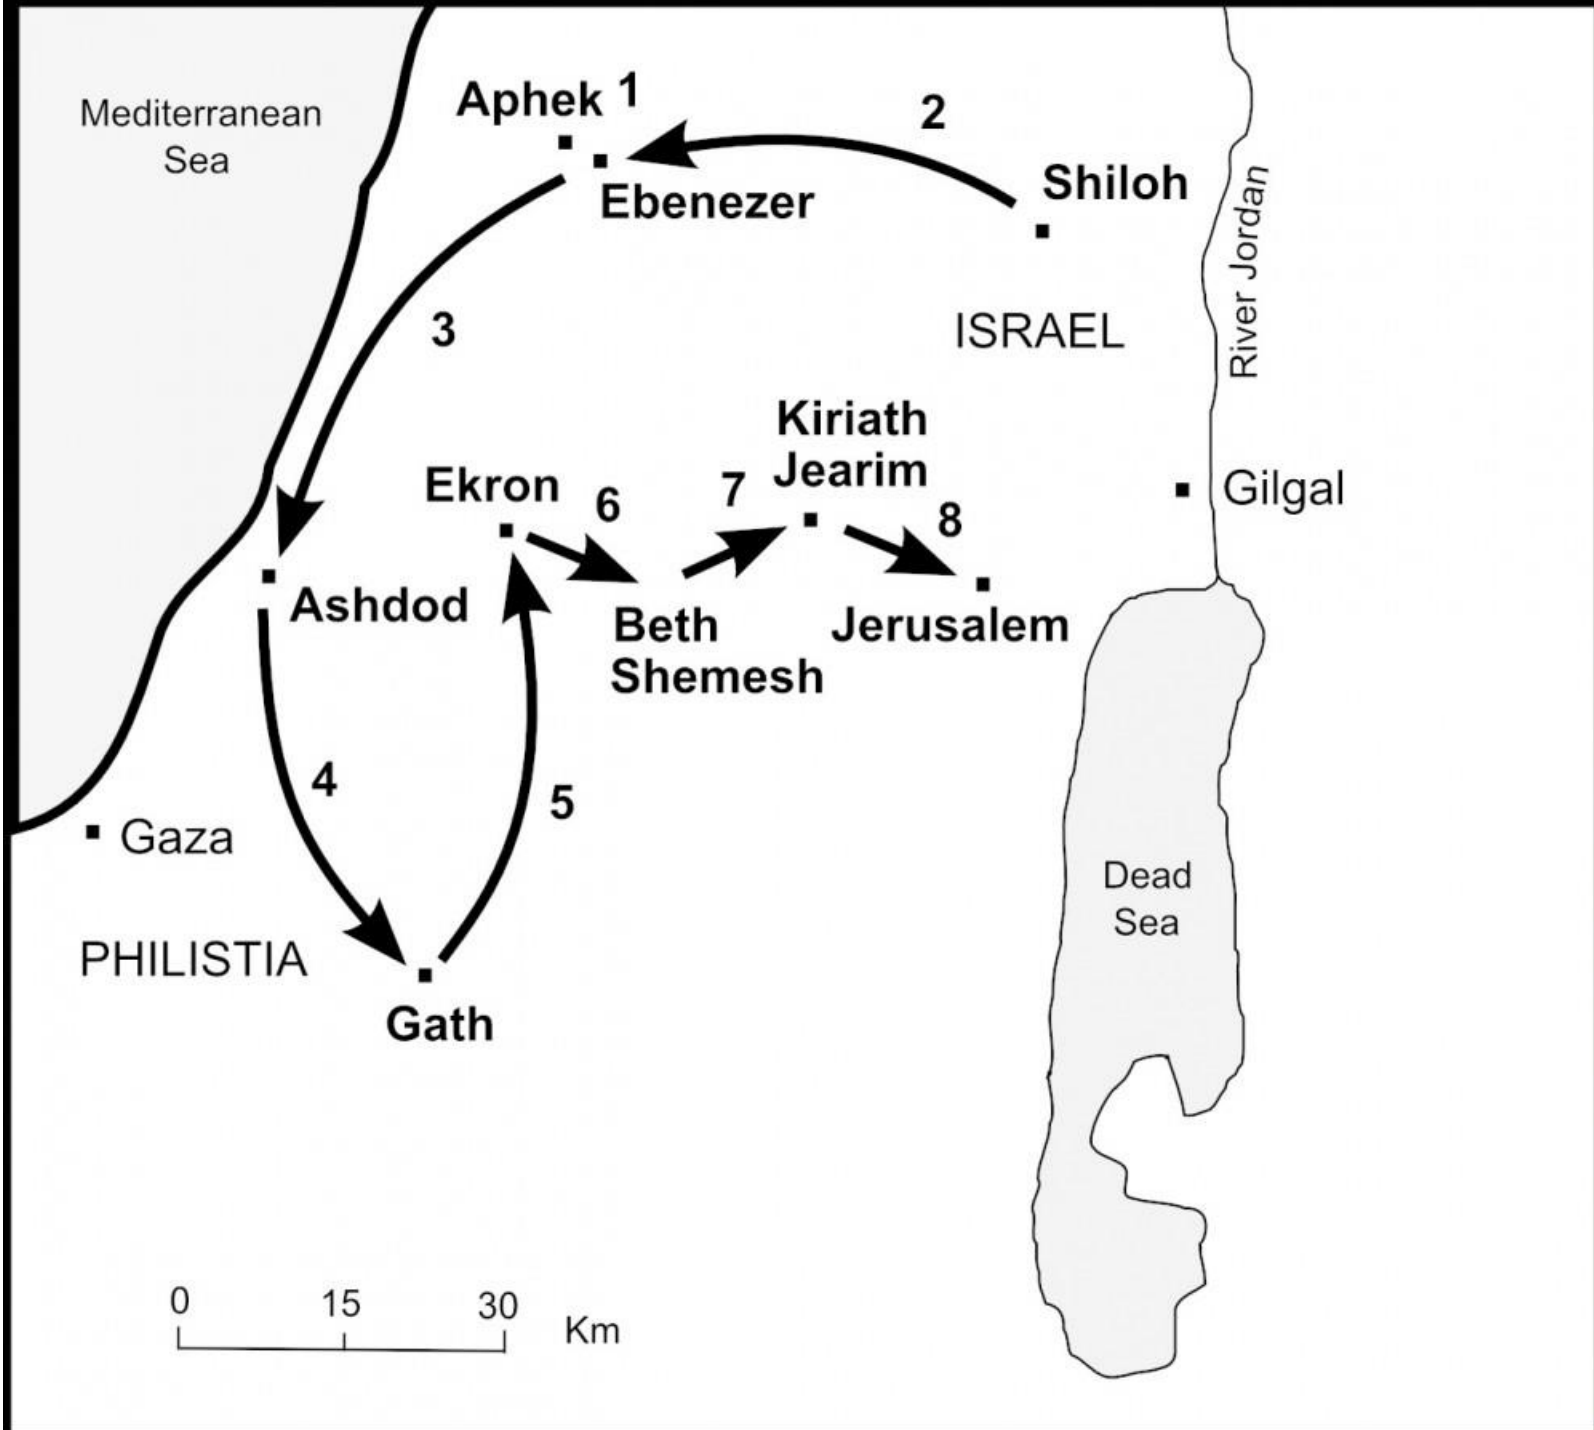 Mediterranean
Sea
Aphek 1
2
Ebenezer
Shiloh
River Jordan
3
ISRAEL
Kiriath
Jearim
Ekron
6
7
8
Gilgal
Ashdod
Beth
Shemesh
Jerusalem
4
5
Gaza
Dead
Sea
PHILISTIA
Gath
0 15 30
Km